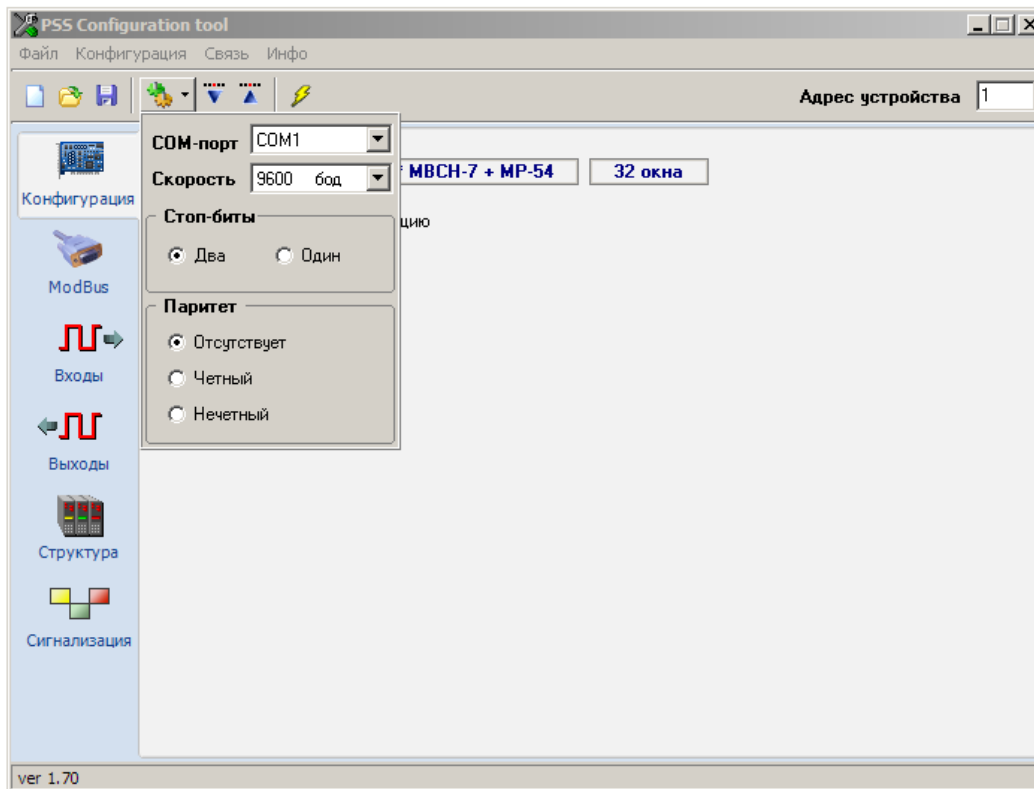 PSS Configuration tool
Файл Конфигурация Связь Инфо
Адрес устройства 1
COM-порт COM1
Скорость 9600 бод
МВСН-7 + МР-54 32 окна
цию
Стоп-биты
Два Один
Паритет
Отсутствует
Четный
Нечетный
Конфигурация
ModBus
Входы
Выходы
Структура
Сигнализация
ver 1.70